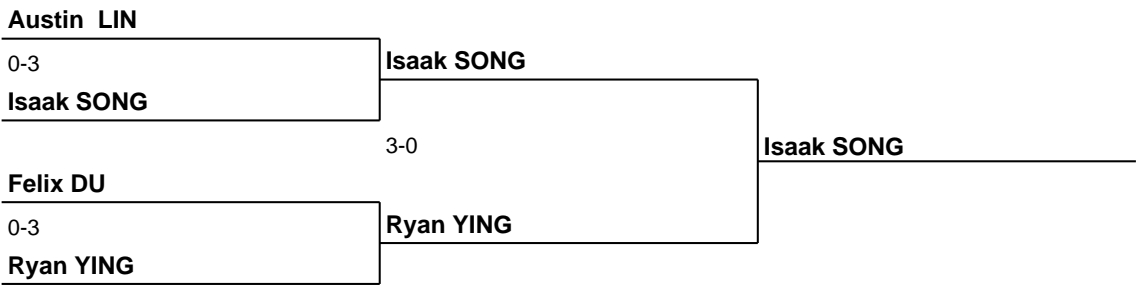 Austin LIN
0-3
Isaak SONG
Isaak SONG
3-0
Isaak SONG
Felix DU
0-3
Ryan YING
Ryan YING